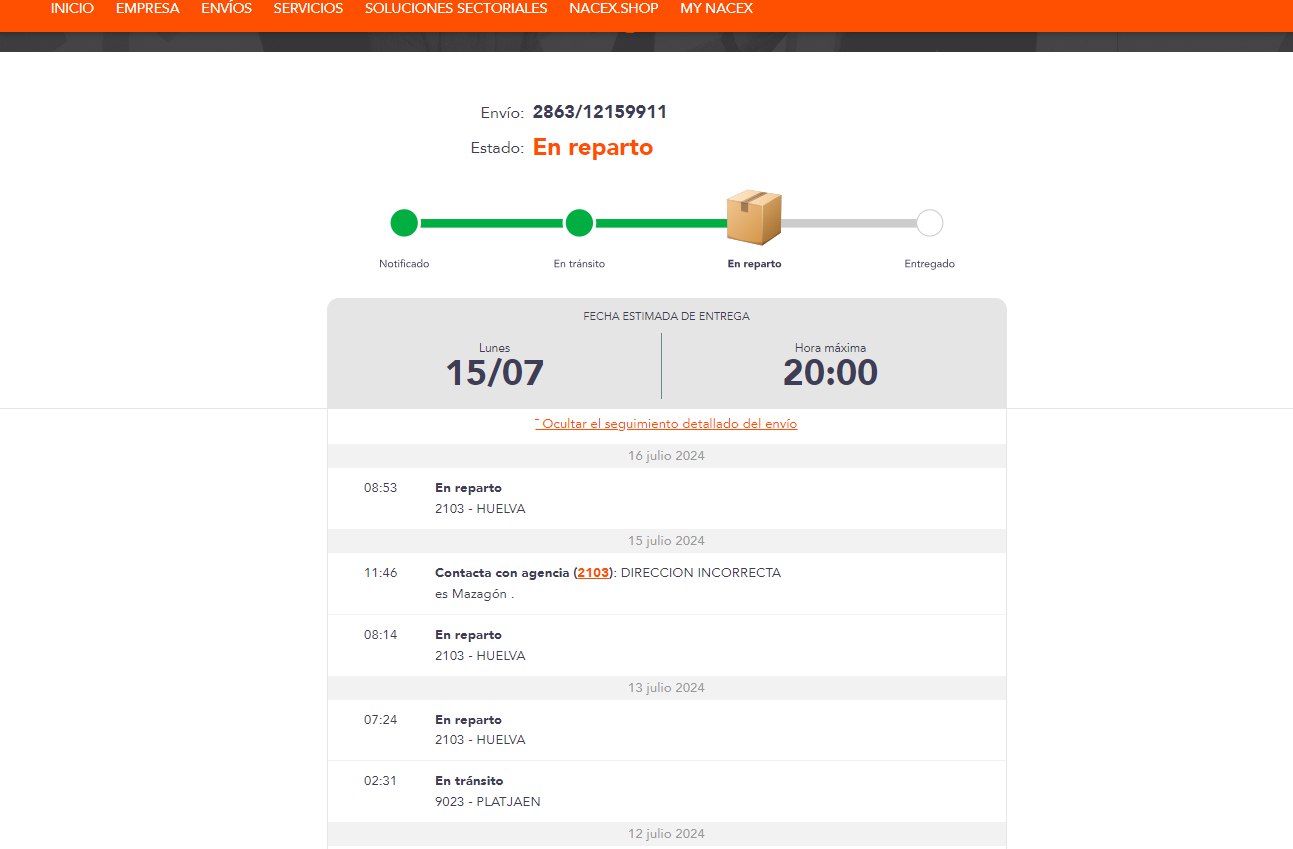 INICIO EMPRESA ENVÍOS SERVICIOS SOLUCIONES SECTORIALES NACEX.SHOP MY NACEX
Envío: 2863/12159911
Estado: En reparto
Notificado En tránsito En reparto Entregado
FECHA ESTIMADA DE ENTREGA
Lunes Hora máxima
15/07 20:00
ˉ Ocultar el seguimiento detallado del envío
16 julio 2024
08:53 En reparto
2103 - HUELVA
15 julio 2024
11:46 Contacta con agencia (2103): DIRECCION INCORRECTA
es Mazagón .
08:14 En reparto
2103 - HUELVA
13 julio 2024
07:24 En reparto
2103 - HUELVA
02:31 En tránsito
9023 - PLATJAEN
12 julio 2024